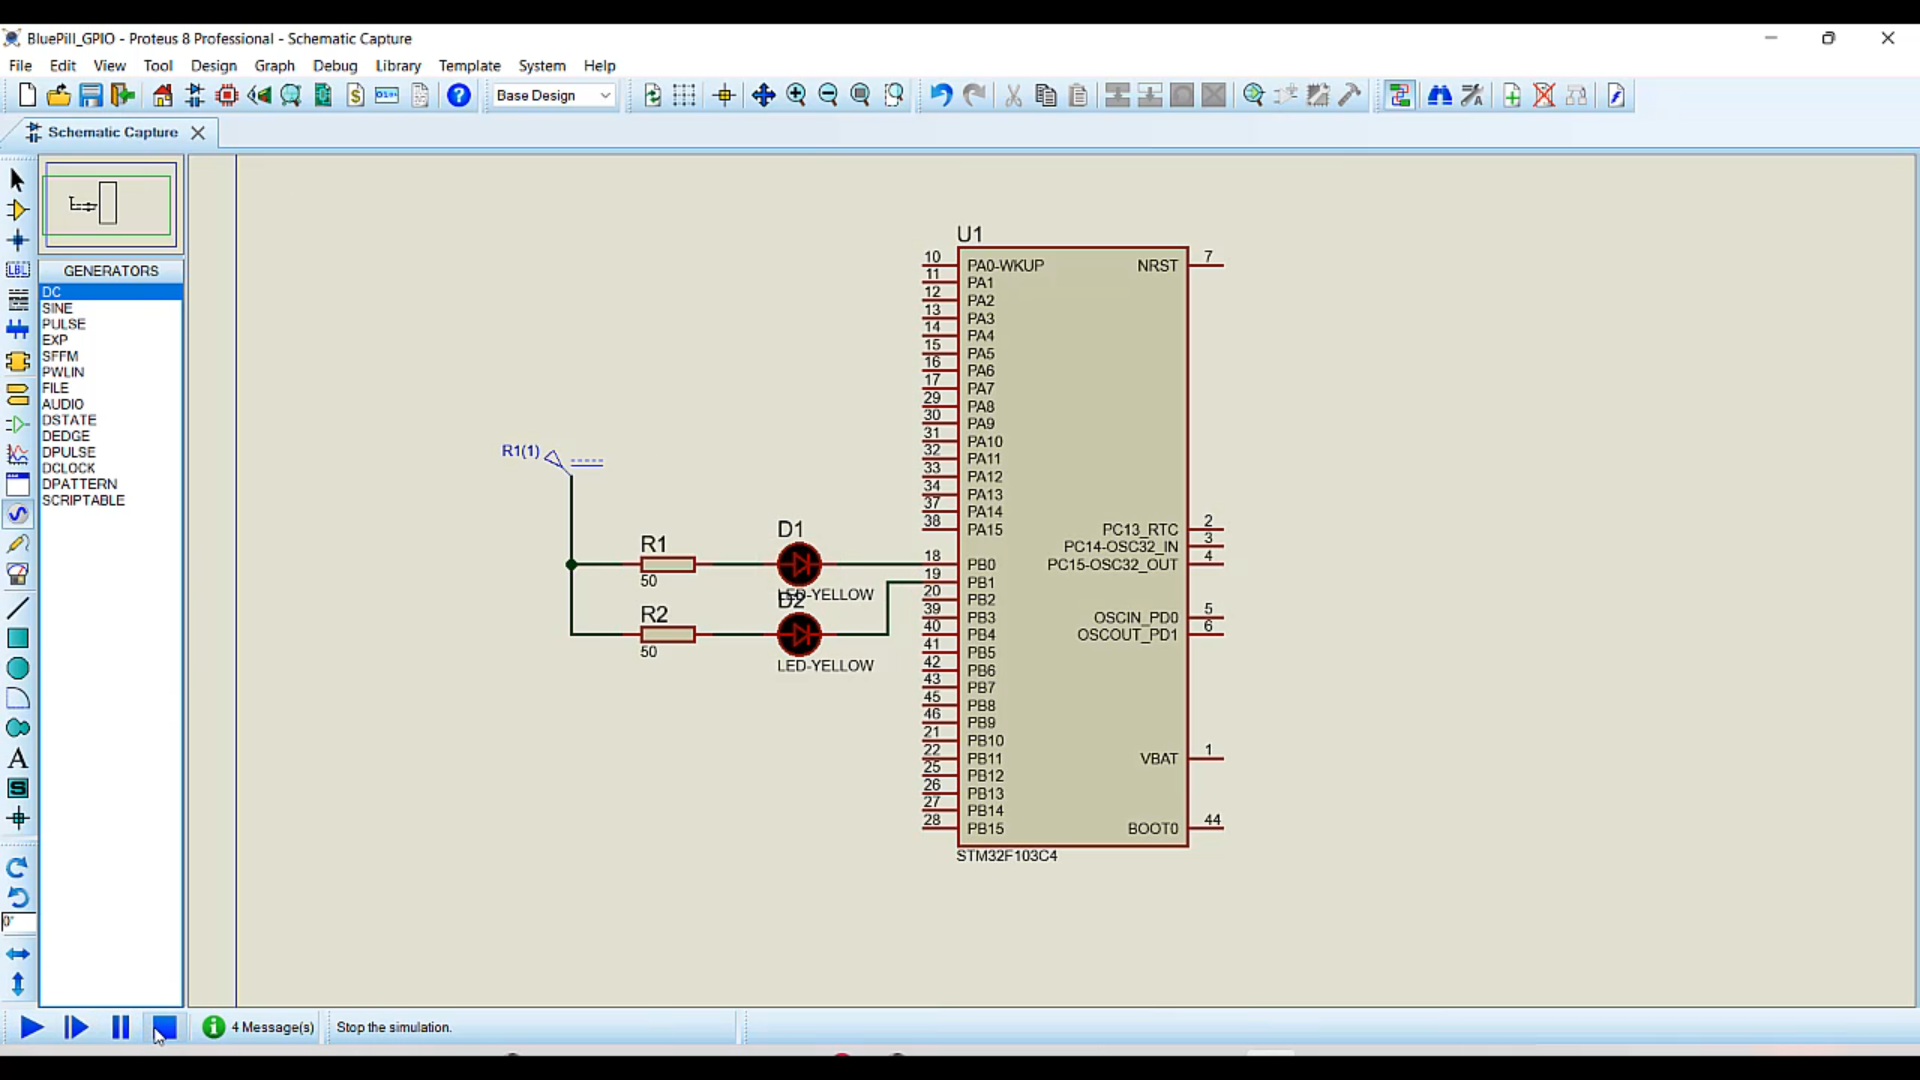 BluePill_GPIO - Proteus 8 Professional - Schematic Capture
File Edit View Tool Design Graph Debug Library Template System Help
Base Design
Schematic Capture
GENERATORS
DC
SINE
PULSE
EXP
SFFM
PWLIN
FILE
AUDIO
DSTATE
DEDGE
DPULSE
DCLOCK
DPATTERN
SCRIPTABLE
LBL
A
S
0°
R1(1)
R1
50
R2
50
D1
LED-YELLOW
D2
LED-YELLOW
U1
10 PA0-WKUP NRST 7
11 PA1
12 PA2
13 PA3
14 PA4
15 PA5
16 PA6
17 PA7
29 PA8
30 PA9
31 PA10
32 PA11
33 PA12
34 PA13
37 PA14
38 PA15 PC13_RTC 2
PC14-OSC32_IN 3
18 PB0 PC15-OSC32_OUT 4
19 PB1
20 PB2
39 PB3 OSCIN_PD0 5
40 PB4 OSCOUT_PD1 6
41 PB5
42 PB6
43 PB7
45 PB8
46 PB9
21 PB10
22 PB11 VBAT 1
25 PB12
26 PB13
27 PB14
28 PB15 BOOT0 44
STM32F103C4
4 Message(s) Stop the simulation.